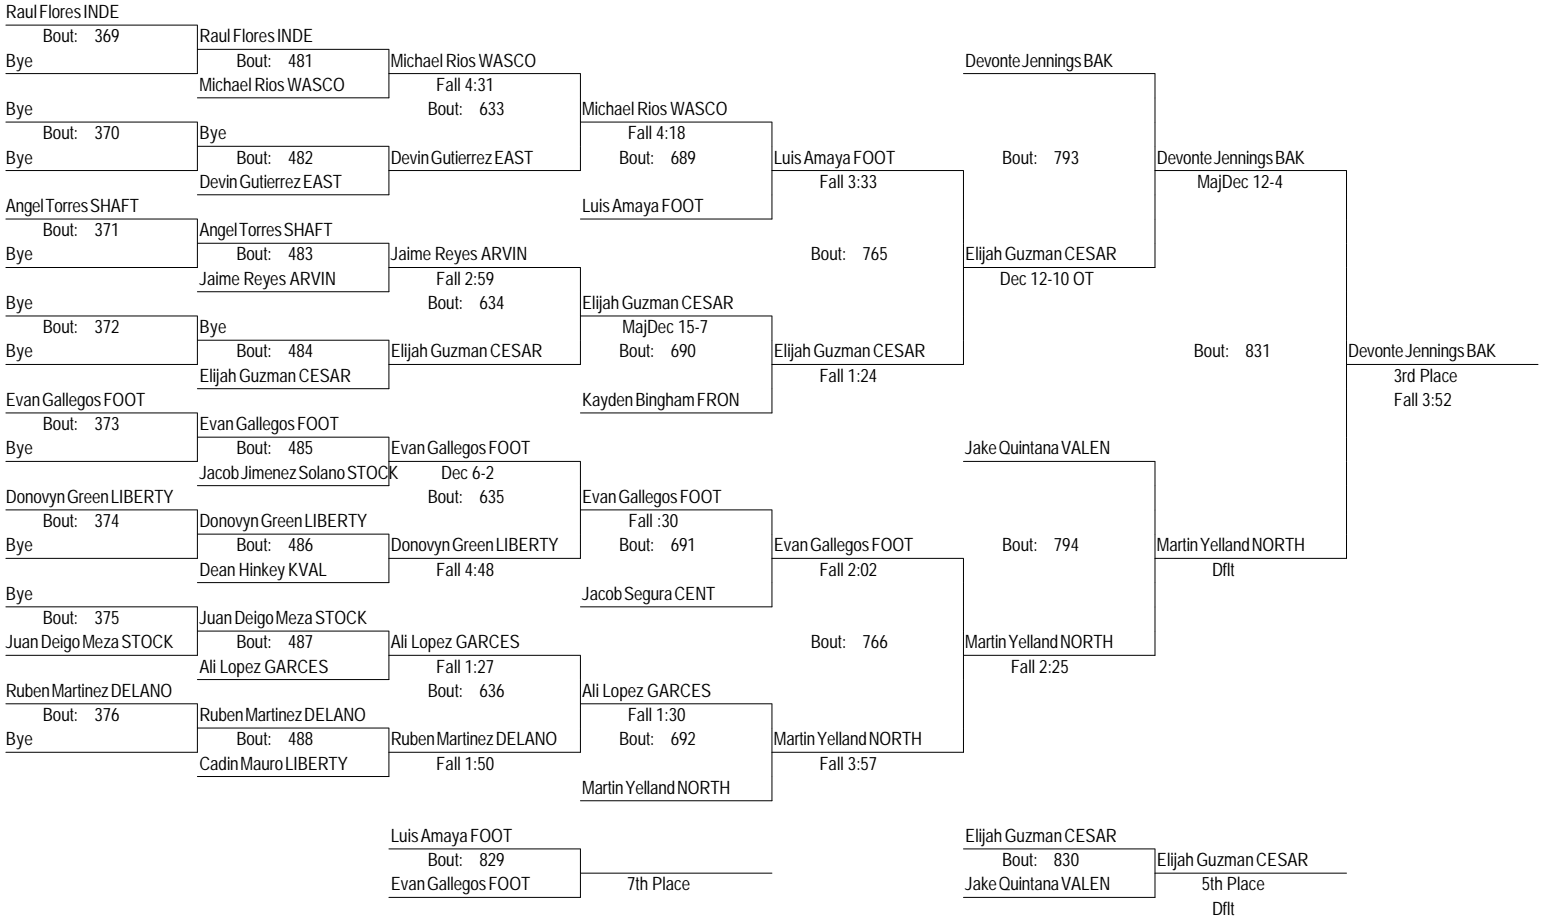 Raul Flores INDE
Bout: 369 Raul Flores INDE
Bye Bout: 481 Michael Rios WASCO Devonte Jennings BAK
Michael Rios WASCO Fall 4:31
Bye Bout: 633 Michael Rios WASCO
Bout: 370 Bye Fall 4:18
Bye Bout: 482 Devin Gutierrez EAST Bout: 689 Luis Amaya FOOT Bout: 793 Devonte Jennings BAK
Devin Gutierrez EAST Fall 3:33 MajDec 12-4
Angel Torres SHAFT Luis Amaya FOOT
Bout: 371 Angel Torres SHAFT
Bye Bout: 483 Jaime Reyes ARVIN Bout: 765 Elijah Guzman CESAR
Jaime Reyes ARVIN Fall 2:59 Dec 12-10 OT
Bye Bout: 634 Elijah Guzman CESAR
Bout: 372 Bye MajDec 15-7
Bye Bout: 484 Elijah Guzman CESAR Bout: 690 Elijah Guzman CESAR Bout: 831 Devonte Jennings BAK
Elijah Guzman CESAR Fall 1:24 3rd Place
Evan Gallegos FOOT Kayden Bingham FRON Fall 3:52
Bout: 373 Evan Gallegos FOOT
Bye Bout: 485 Evan Gallegos FOOT Jake Quintana VALEN
Jacob Jimenez Solano STOCK Dec 6-2
Donovyn Green LIBERTY Bout: 635 Evan Gallegos FOOT
Bout: 374 Donovyn Green LIBERTY Fall :30
Bye Bout: 486 Donovyn Green LIBERTY Bout: 691 Evan Gallegos FOOT Bout: 794 Martin Yelland NORTH
Dean Hinkey KVAL Fall 4:48 Fall 2:02 Dflt
Bye Jacob Segura CENT
Bout: 375 Juan Deigo Meza STOCK
Juan Deigo Meza STOCK Bout: 487 Ali Lopez GARCES Bout: 766 Martin Yelland NORTH
Ali Lopez GARCES Fall 1:27 Fall 2:25
Ruben Martinez DELANO Bout: 636 Ali Lopez GARCES
Bout: 376 Ruben Martinez DELANO Fall 1:30
Bye Bout: 488 Ruben Martinez DELANO Bout: 692 Martin Yelland NORTH
Cadin Mauro LIBERTY Fall 1:50 Fall 3:57
Martin Yelland NORTH
Luis Amaya FOOT Elijah Guzman CESAR
Bout: 829 Bout: 830 Elijah Guzman CESAR
Evan Gallegos FOOT 7th Place Jake Quintana VALEN 5th Place
Dflt